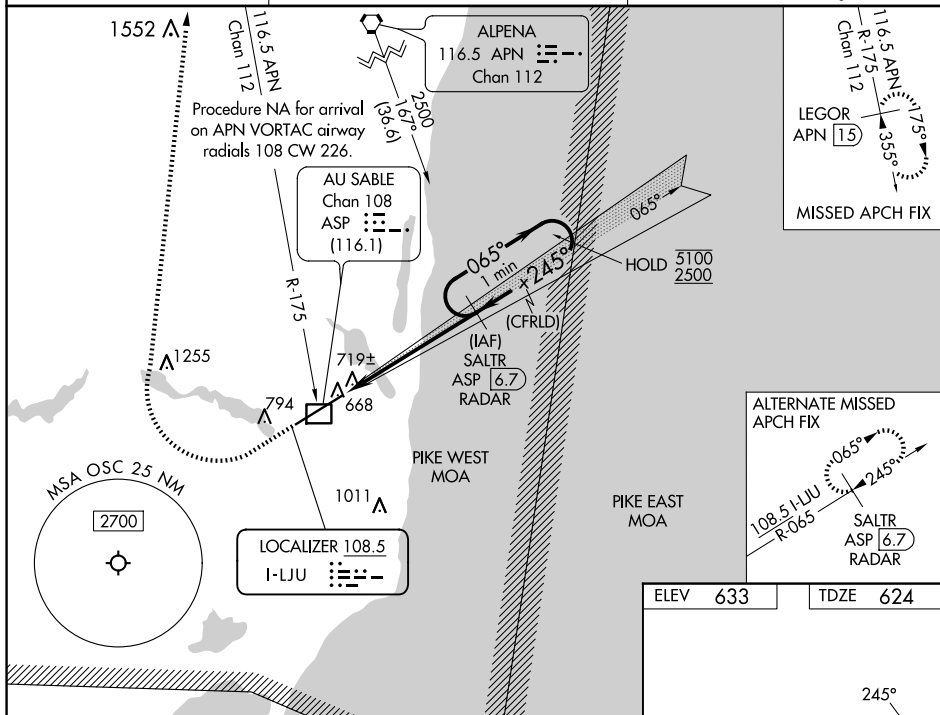 1552
116.5 APN
Chan 112
ALPENA
116.5 APN
Chan 112
2500
167°
(36.6)
Procedure NA for arrival
on APN VORTAC airway
radials 108 CW 226.
116.5 APN
R-175
Chan 112
LEGOR
APN 15
175°
355°
MISSED APCH FIX
AU SABLE
Chan 108
ASP
(116.1)
R-175
065°
065°
1 min
+245°
HOLD 5100
2500
(CFRLD)
(IAF)
SALTR
ASP 6.7
RADAR
1255
719±
668
794
ALTERNATE MISSED
APCH FIX
065°
245°
108.5 I-LJU
R-065
SALTR
ASP 6.7
RADAR
PIKE WEST
MOA
PIKE EAST
MOA
MSA OSC 25 NM
2700
1011
LOCALIZER 108.5
I-LJU
ELEV 633
TDZE 624
245°